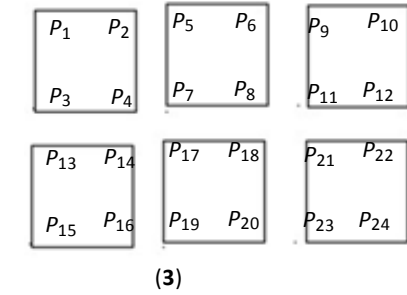 P₁ P₂ P₅ P₆ P₉ P₁₀
P₃ P₄ P₇ P₈ P₁₁ P₁₂
P₁₃ P₁₄ P₁₇ P₁₈ P₂₁ P₂₂
P₁₅ P₁₆ P₁₉ P₂₀ P₂₃ P₂₄
(3)